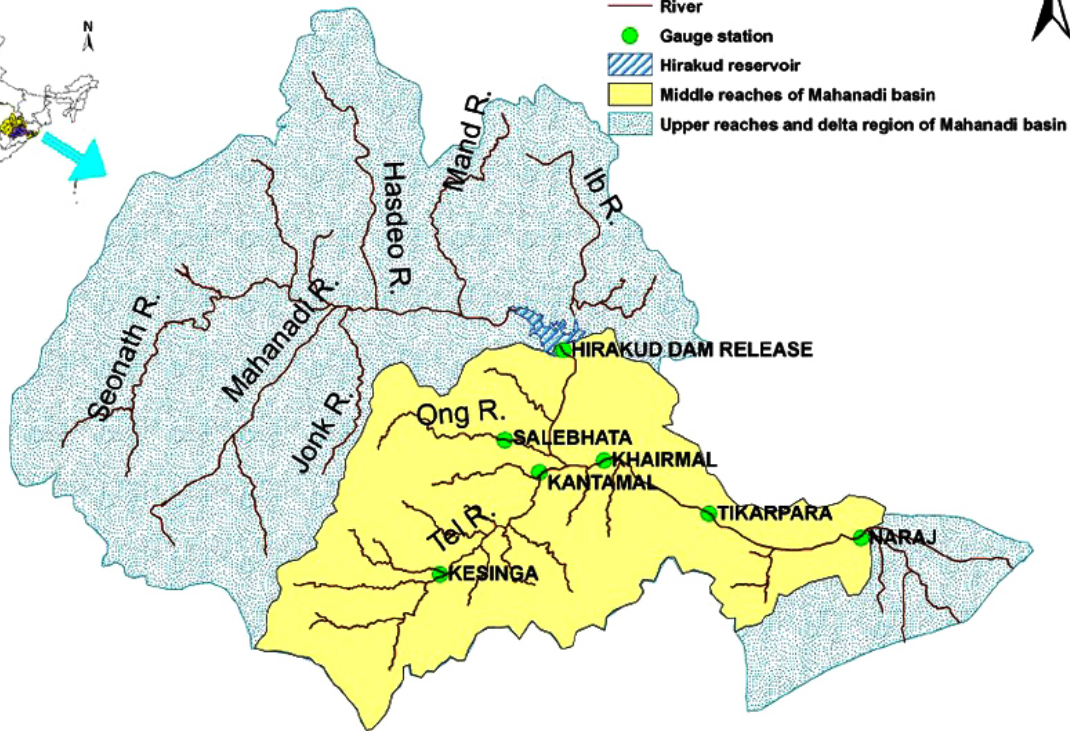 N
River
Gauge station
Hirakud reservoir
Middle reaches of Mahanadi basin
Upper reaches and delta region of Mahanadi basin
Mand R.
Hasdeo R.
Ib R.
Seonath R.
Mahanadi R.
Jonk R.
HIRAKUD DAM RELEASE
Ong R.
SALEBHATA
KHAIRMAL
KANTAMAL
Tel R.
TIKARPARA
NARAJ
KESINGA